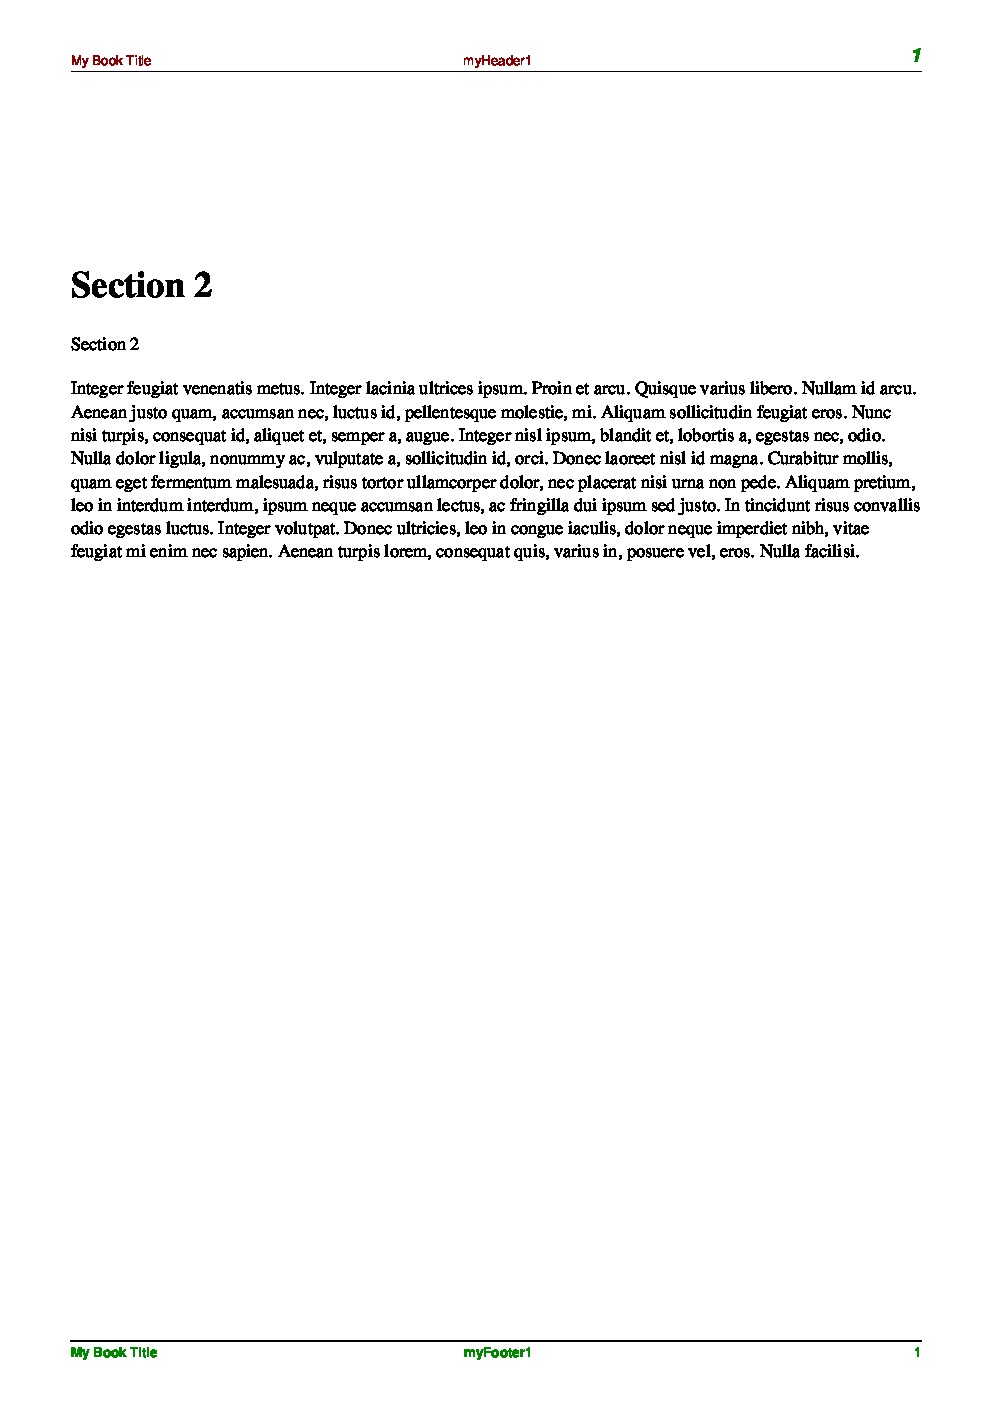 My Book Title myHeader1 1
Section 2
Section 2
Integer feugiat venenatis metus. Integer lacinia ultrices ipsum. Proin et arcu. Quisque varius libero. Nullam id arcu.
Aenean justo quam, accumsan nec, luctus id, pellentesque molestie, mi. Aliquam sollicitudin feugiat eros. Nunc
nisi turpis, consequat id, aliquet et, semper a, augue. Integer nisl ipsum, blandit et, lobortis a, egestas nec, odio.
Nulla dolor ligula, nonummy ac, vulputate a, sollicitudin id, orci. Donec laoreet nisl id magna. Curabitur mollis,
quam eget fermentum malesuada, risus tortor ullamcorper dolor, nec placerat nisi urna non pede. Aliquam pretium,
leo in interdum interdum, ipsum neque accumsan lectus, ac fringilla dui ipsum sed justo. In tincidunt risus convallis
odio egestas luctus. Integer volutpat. Donec ultricies, leo in congue iaculis, dolor neque imperdiet nibh, vitae
feugiat mi enim nec sapien. Aenean turpis lorem, consequat quis, varius in, posuere vel, eros. Nulla facilisi.
My Book Title myFooter1 1